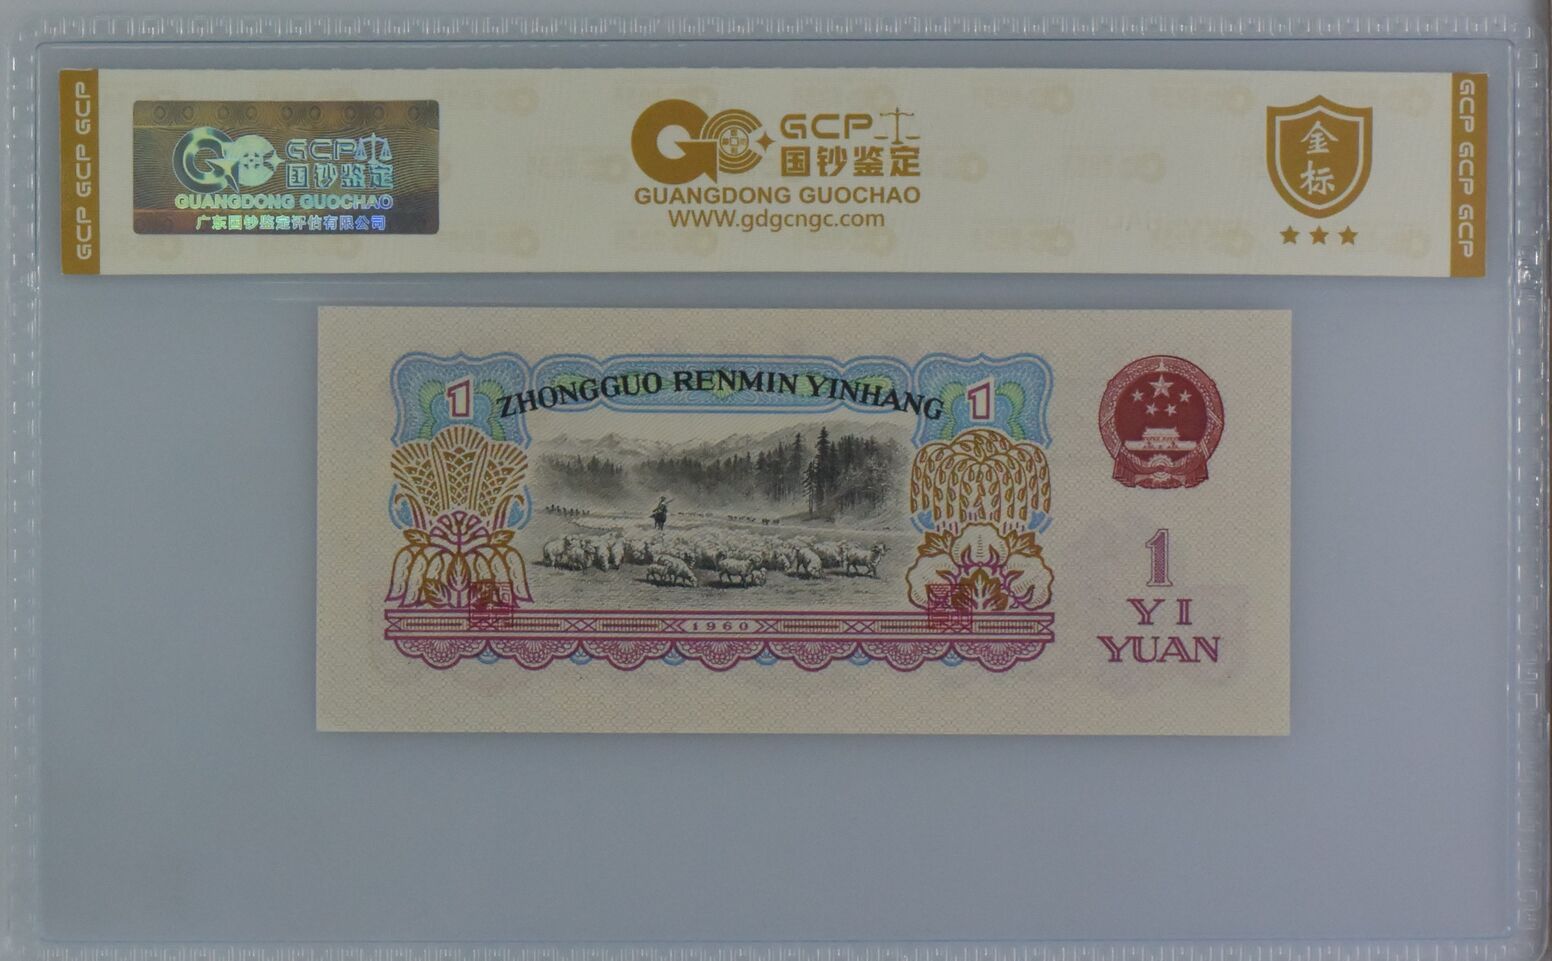 GCP GCP GCP
GCP 国钞鉴定
GUANGDONG GUOCHAO
广东国钞鉴定评估有限公司
GCP
国钞鉴定
GUANGDONG GUOCHAO
WWW.gdgcngc.com
金标
GCP GCP GCP
ZHONGGUO RENMIN YINHANG
1
1
1960
1
YI
YUAN